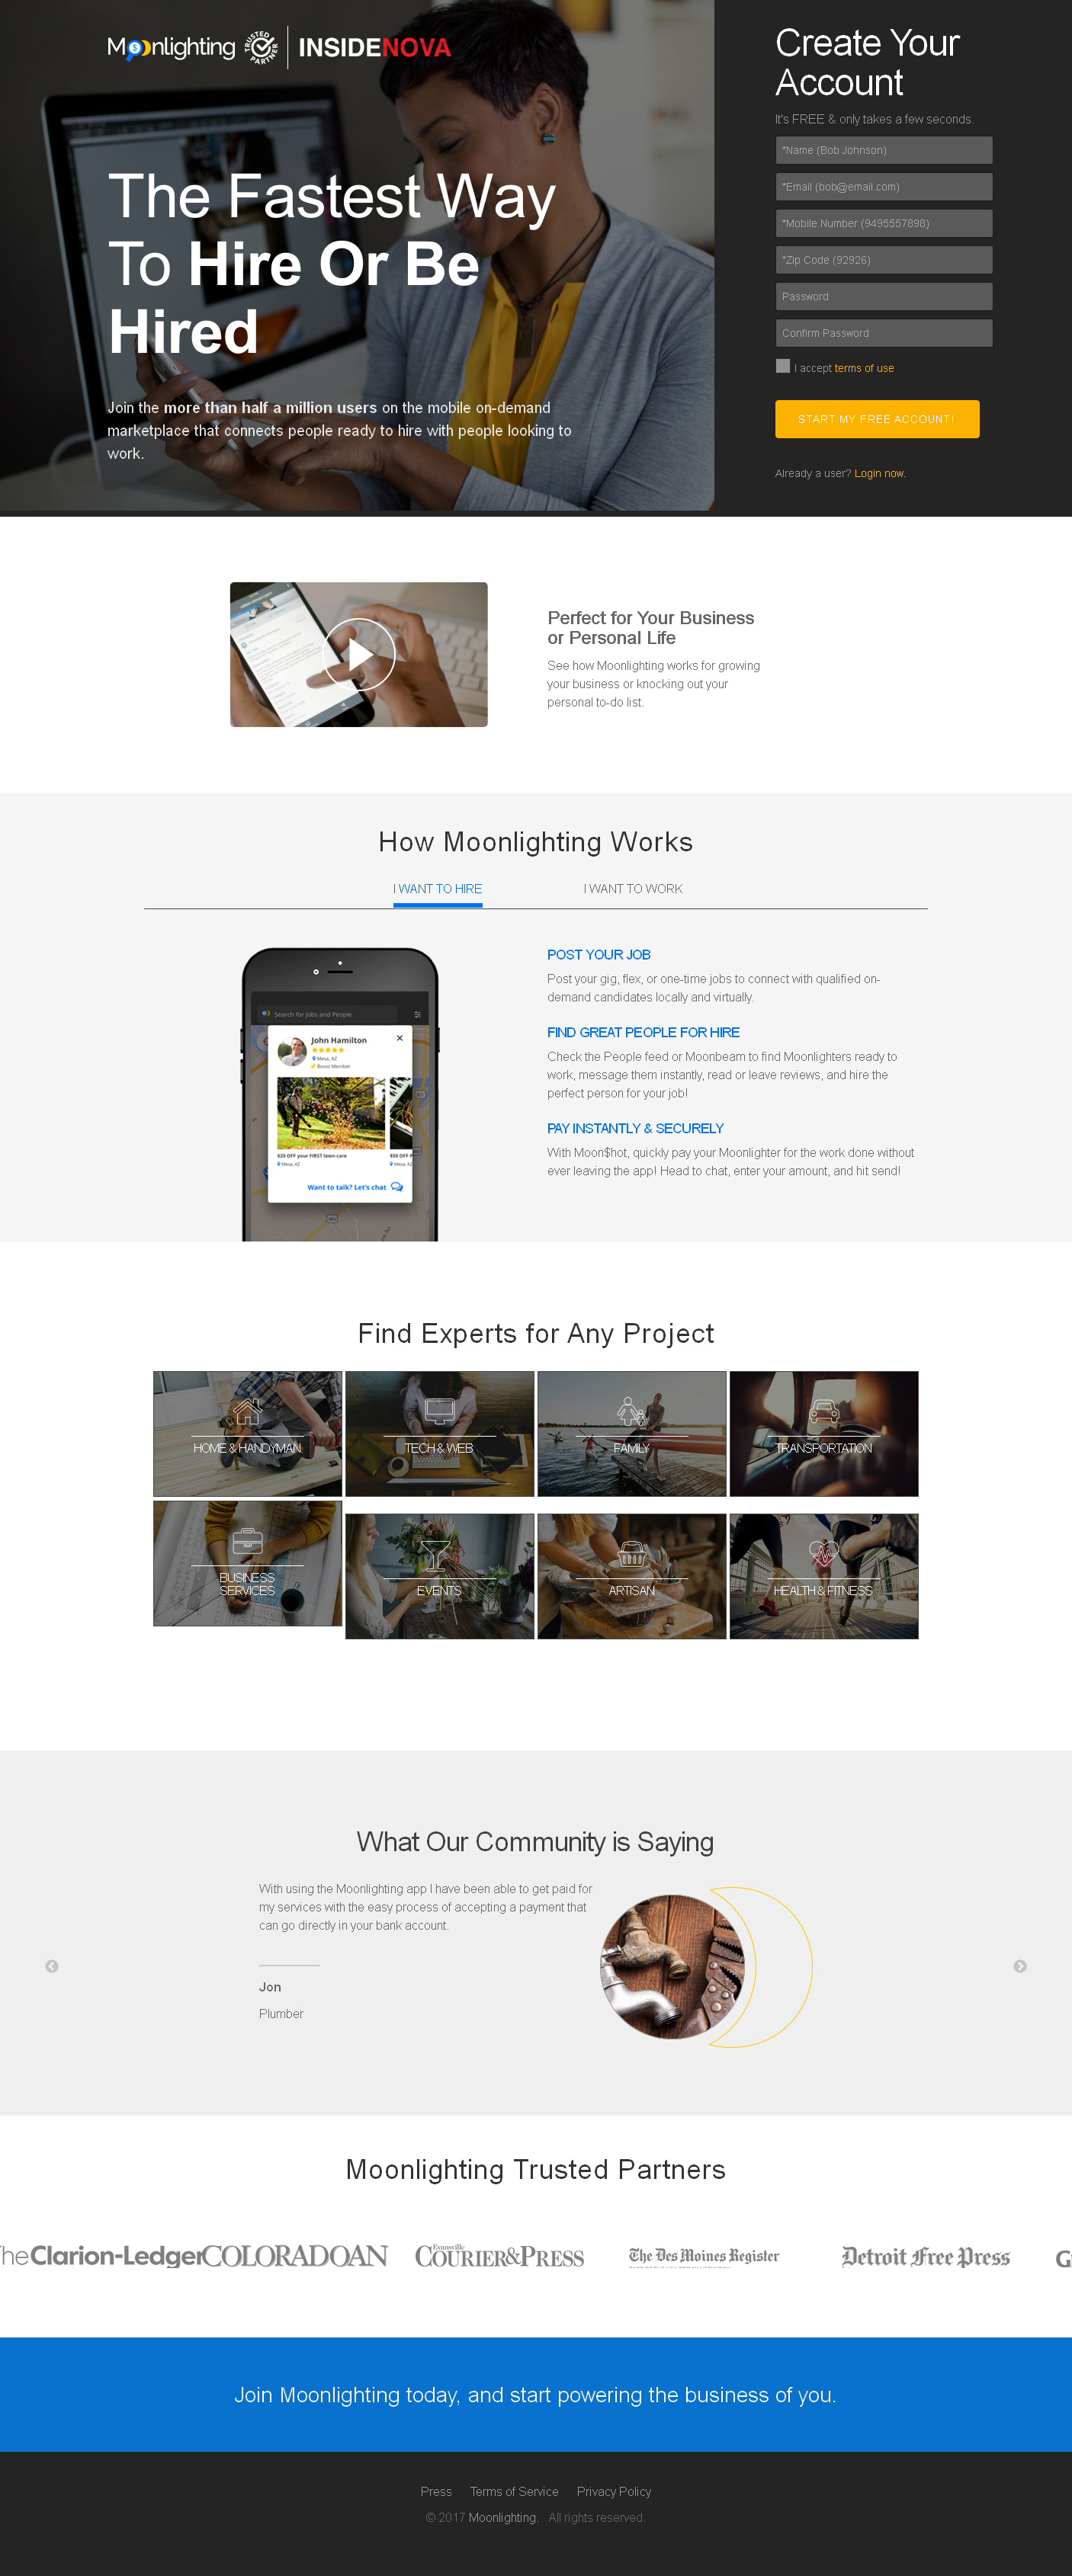 Moonlighting
TRUSTED PARTNER
INSIDENOVA
The Fastest Way
To Hire Or Be
Hired
Join the more than half a million users on the mobile on-demand
marketplace that connects people ready to hire with people looking to
work.
Create Your
Account
It's FREE & only takes a few seconds.
*Name (Bob Johnson)
*Email (bob@email.com)
*Mobile Number (9495557898)
*Zip Code (92926)
Password
Confirm Password
I accept terms of use
START MY FREE ACCOUNT!
Already a user? Login now.
Perfect for Your Business
or Personal Life
See how Moonlighting works for growing
your business or knocking out your
personal to-do list.
How Moonlighting Works
I WANT TO HIRE
I WANT TO WORK
Search for Jobs and People
John Hamilton
Mesa, AZ
Boost Member
$20 OFF your FIRST lawn care
$50 OFF P
Mesa, AZ
Mesa, A
Want to talk? Let's chat
POST YOUR JOB
Post your gig, flex, or one-time jobs to connect with qualified on-
demand candidates locally and virtually.
FIND GREAT PEOPLE FOR HIRE
Check the People feed or Moonbeam to find Moonlighters ready to
work, message them instantly, read or leave reviews, and hire the
perfect person for your job!
PAY INSTANTLY & SECURELY
With Moon$hot, quickly pay your Moonlighter for the work done without
ever leaving the app! Head to chat, enter your amount, and hit send!
Find Experts for Any Project
HOME & HANDYMAN
TECH & WEB
FAMILY
TRANSPORTATION
BUSINESS
SERVICES
EVENTS
ARTISAN
HEALTH & FITNESS
What Our Community is Saying
With using the Moonlighting app I have been able to get paid for
my services with the easy process of accepting a payment that
can go directly in your bank account.
Jon
Plumber
Moonlighting Trusted Partners
The Clarion-Ledger
COLORADOAN
Evansville
COURIER&PRESS
The Des Moines Register
Detroit Free Press
G
Join Moonlighting today, and start powering the business of you.
Press
Terms of Service
Privacy Policy
© 2017 Moonlighting. All rights reserved.